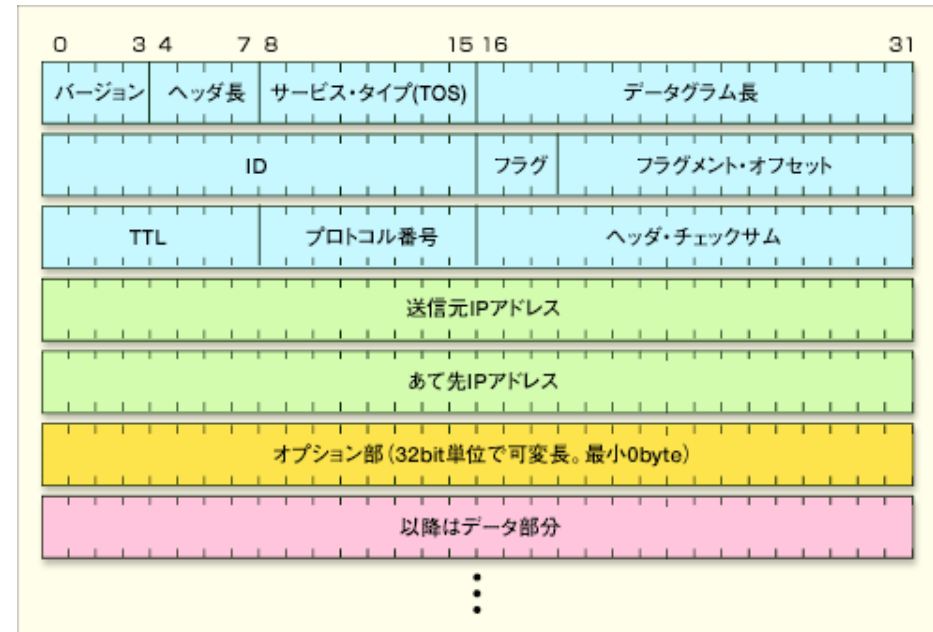 0 3 4 7 8 15 16 31
バージョン ヘッダ長 サービス・タイプ(TOS) データグラム長
ID フラグ フラグメント・オフセット
TTL プロトコル番号 ヘッダ・チェックサム
送信元IPアドレス
あて先IPアドレス
オプション部(32bit単位で可変長。最小0byte)
以降はデータ部分